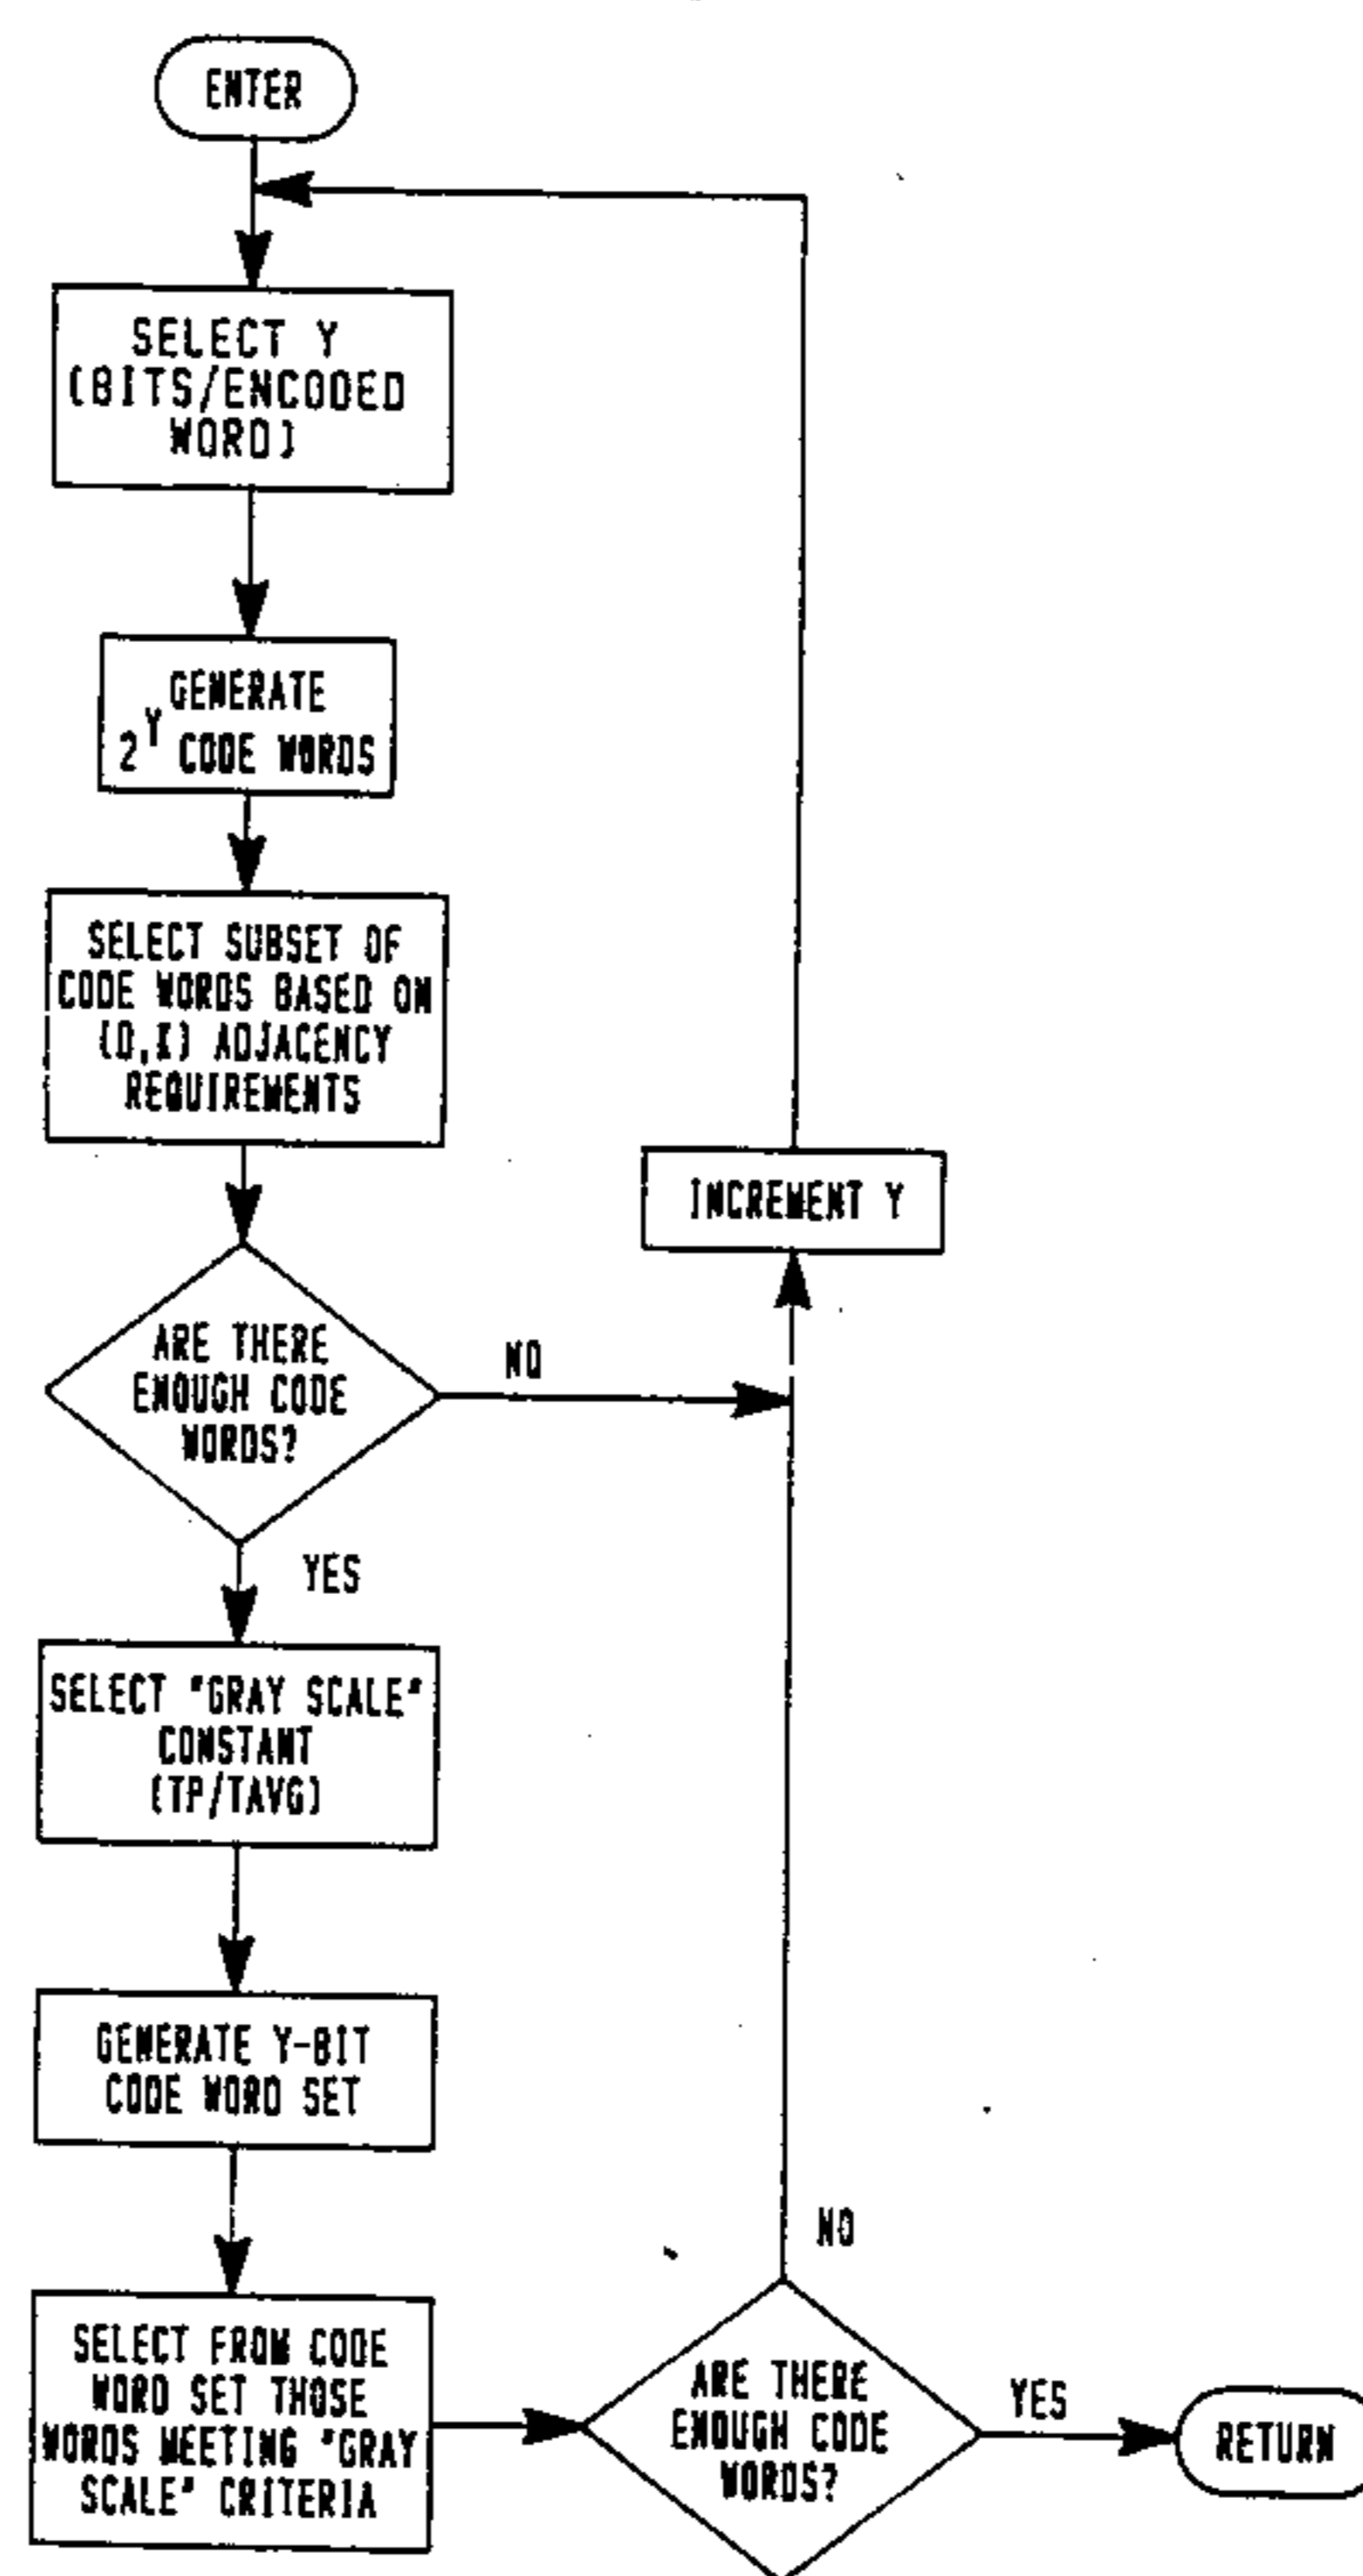 ENTER
SELECT Y
(BITS/ENCODED
WORD)
GENERATE
2^Y CODE WORDS
SELECT SUBSET OF
CODE WORDS BASED ON
(D,K) ADJACENCY
REQUIREMENTS
INCREMENT Y
ARE THERE
ENOUGH CODE
WORDS?
NO
YES
SELECT "GRAY SCALE"
CONSTANT
(TP/TAVG)
GENERATE Y-BIT
CODE WORD SET
SELECT FROM CODE
WORD SET THOSE
WORDS MEETING "GRAY
SCALE" CRITERIA
NO
ARE THERE
ENOUGH CODE
WORDS?
YES
RETURN